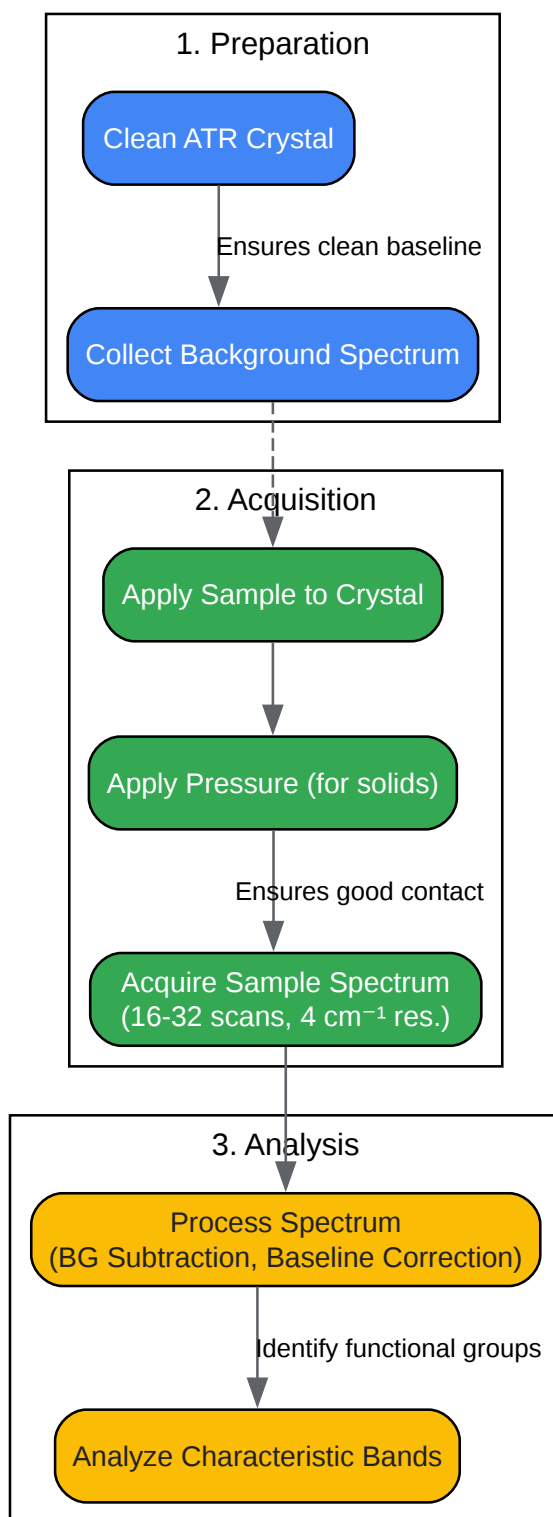 1. Preparation
Clean ATR Crystal
Ensures clean baseline
Collect Background Spectrum
2. Acquisition
Apply Sample to Crystal
Apply Pressure (for solids)
Ensures good contact
Acquire Sample Spectrum
(16-32 scans, 4 cm⁻¹ res.)
3. Analysis
Process Spectrum
(BG Subtraction, Baseline Correction)
Identify functional groups
Analyze Characteristic Bands